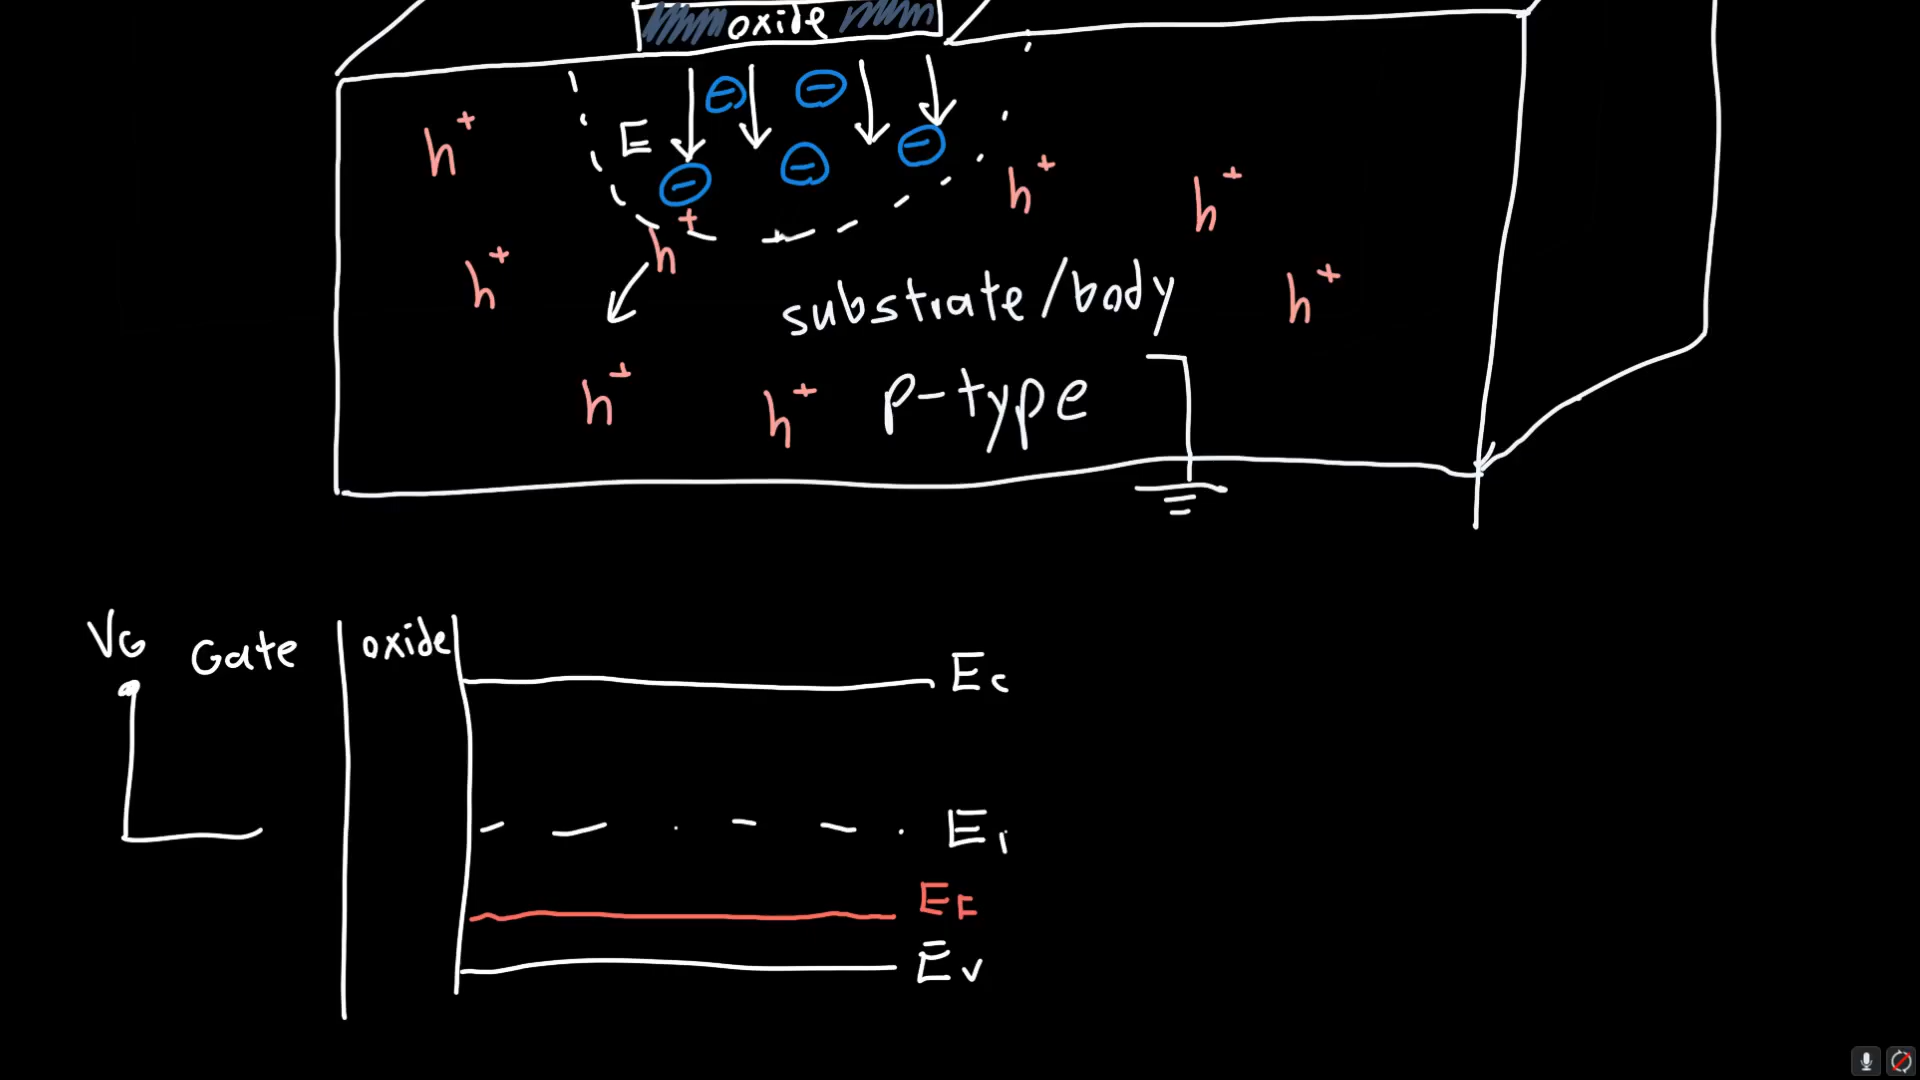 oxide
h+
E
h+
h+
h+
h+
h+
substrate/body
h+
h+
h+
p-type
VG
Gate
oxide
Ec
Ei
EF
Ev